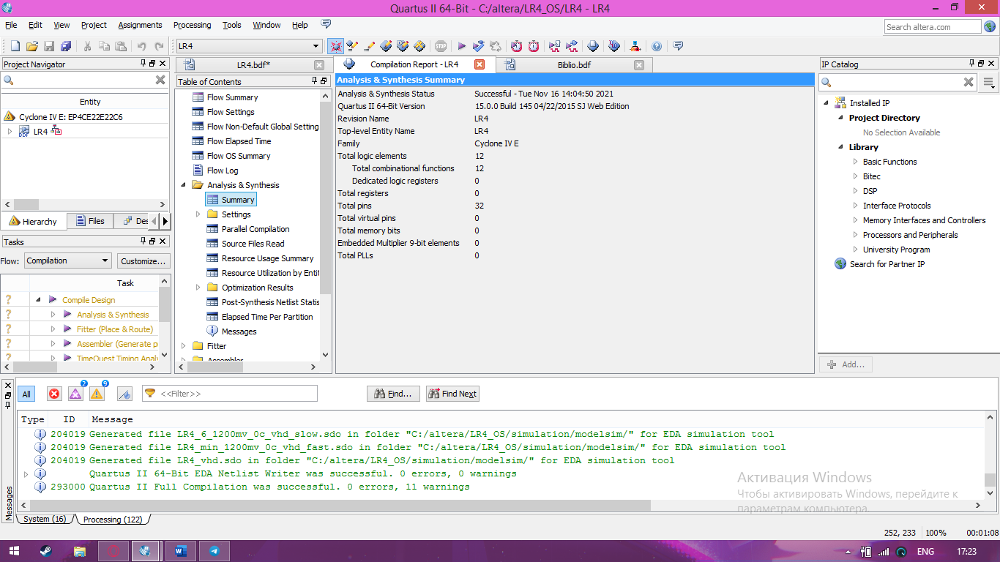 Quartus II 64-Bit - C:/altera/LR4_OS/LR4 - LR4
File Edit View Project Assignments Processing Tools Window Help
Search altera.com
LR4
STOP
Project Navigator
LR4.bdf*
Compilation Report - LR4
Biblio.bdf
IP Catalog
Entity
Cyclone IV E: EP4CE22E22C6
BDF
LR4
Hierarchy
Files
Des
Tasks
Flow:
Compilation
Customize...
Task
Compile Design
Analysis & Synthesis
Fitter (Place & Route)
Assembler (Generate p
TimeQuest Timing Anal
Table of Contents
Flow Summary
Flow Settings
Flow Non-Default Global Setting
Flow Elapsed Time
Flow OS Summary
Flow Log
Analysis & Synthesis
Summary
Settings
Parallel Compilation
Source Files Read
Resource Usage Summary
Resource Utilization by Entit
Optimization Results
Post-Synthesis Netlist Statis
Elapsed Time Per Partition
Messages
Fitter
Assembler
Analysis & Synthesis Summary
Analysis & Synthesis Status Successful - Tue Nov 16 14:04:50 2021
Quartus II 64-Bit Version 15.0.0 Build 145 04/22/2015 SJ Web Edition
Revision Name LR4
Top-level Entity Name LR4
Family Cyclone IV E
Total logic elements 12
Total combinational functions 12
Dedicated logic registers 0
Total registers 0
Total pins 32
Total virtual pins 0
Total memory bits 0
Embedded Multiplier 9-bit elements 0
Total PLLs 0
Installed IP
Project Directory
No Selection Available
Library
Basic Functions
Bitec
DSP
Interface Protocols
Memory Interfaces and Controllers
Processors and Peripherals
University Program
Search for Partner IP
Add...
All
2
9
<<Filter>>
Find...
Find Next
Type ID Message
204019 Generated file LR4_6_1200mv_0c_vhd_slow.sdo in folder "C:/altera/LR4_OS/simulation/modelsim/" for EDA simulation tool
204019 Generated file LR4_min_1200mv_0c_vhd_fast.sdo in folder "C:/altera/LR4_OS/simulation/modelsim/" for EDA simulation tool
204019 Generated file LR4_vhd.sdo in folder "C:/altera/LR4_OS/simulation/modelsim/" for EDA simulation tool
Quartus II 64-Bit EDA Netlist Writer was successful. 0 errors, 0 warnings
293000 Quartus II Full Compilation was successful. 0 errors, 11 warnings
Активация Windows
Чтобы активировать Windows, перейдите к
параметрам компьютера.
Messages
System (16)
Processing (122)
252, 233 100% 00:01:08
ENG 17:23